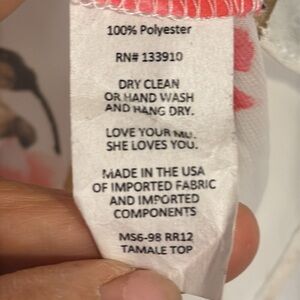 100% Polyester
RN# 133910
DRY CLEAN
OR HAND WASH
AND HANG DRY.
LOVE YOUR MU.
SHE LOVES YOU.
MADE IN THE USA
OF IMPORTED FABRIC
AND IMPORTED
COMPONENTS
MS6-98 RR12
TAMALE TOP